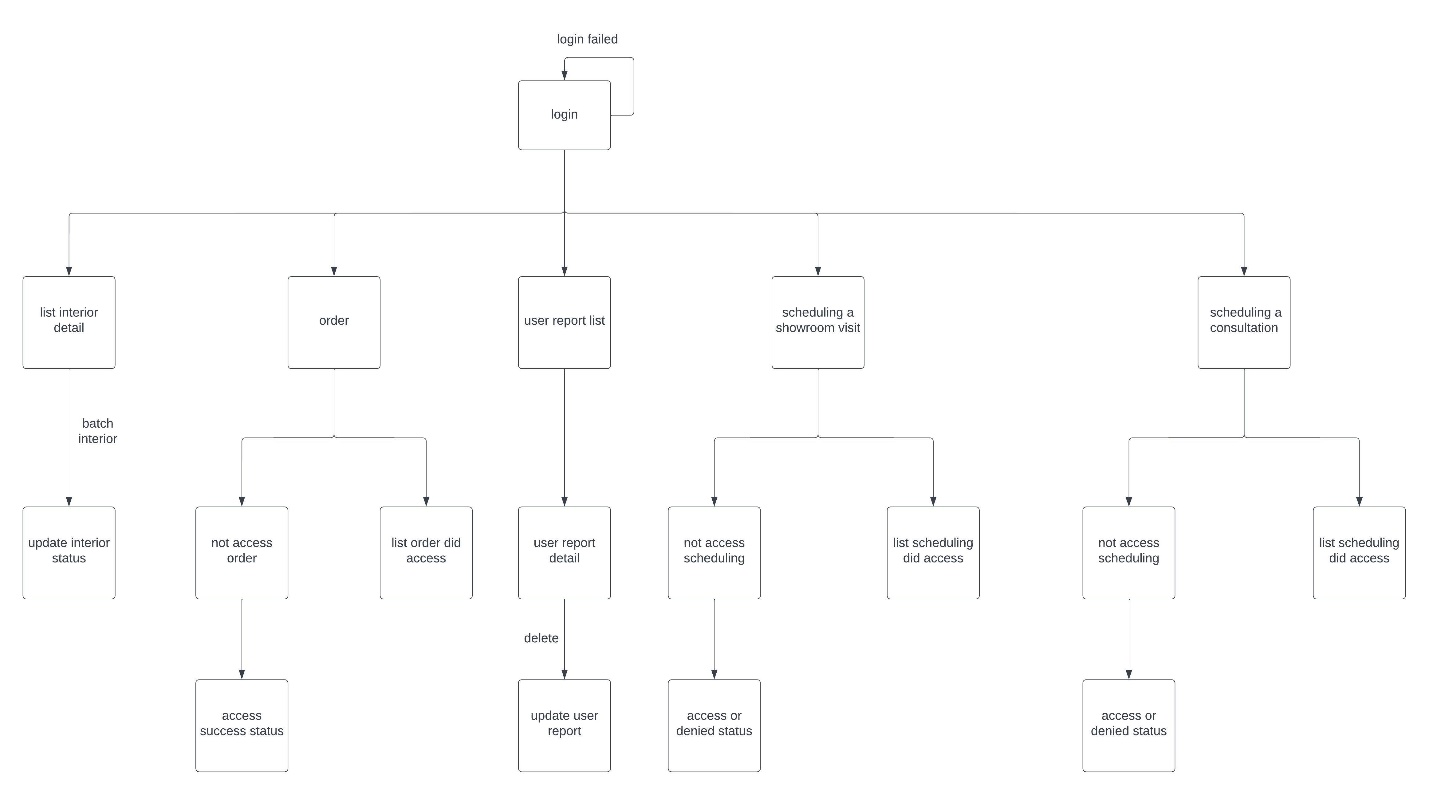 login failed
login
list interior
detail
order
user report list
scheduling a
showroom visit
scheduling a
consultation
batch
interior
update interior
status
not access
order
list order did
access
user report
detail
not access
scheduling
list scheduling
did access
not access
scheduling
list scheduling
did access
delete
access
success status
update user
report
access or
denied status
access or
denied status